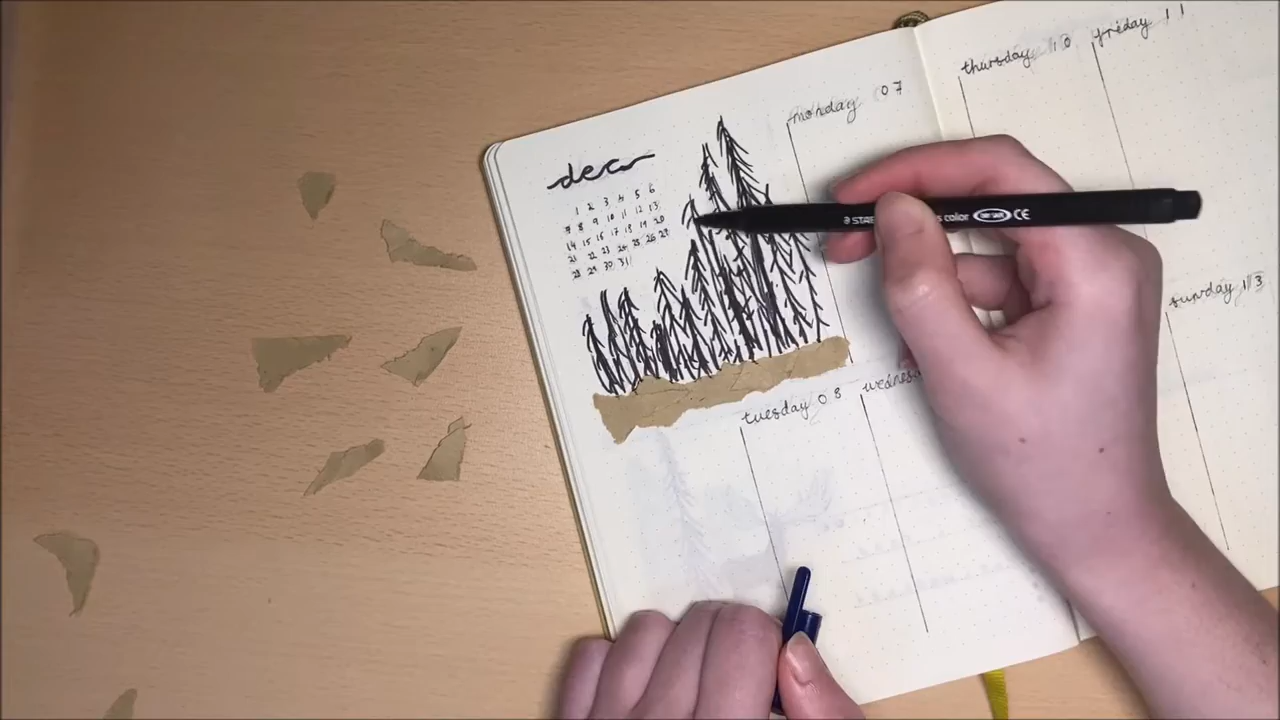 dec
1 2 3 4 5 6
7 8 9 10 11 12 13
14 15 16 17 18 19 20
21 22 23 24 25 26 27
28 29 30 31
monday 07
tuesday 08
thursday 10
friday 11
sunday 13
color
CE